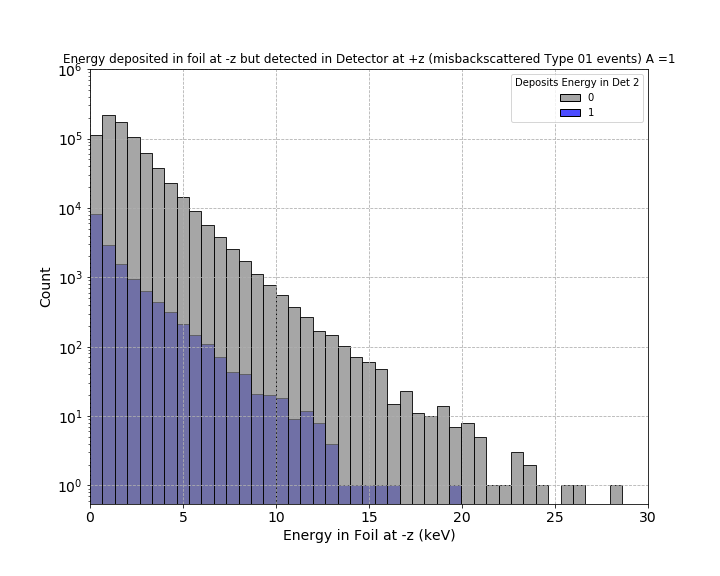 Energy deposited in foil at -z but detected in Detector at +z (misbackscattered Type 01 events) A =1
Deposits Energy in Det 2
0
1
10^6
10^5
10^4
10^3
10^2
10^1
10^0
Count
0 5 10 15 20 25 30
Energy in Foil at -z (keV)